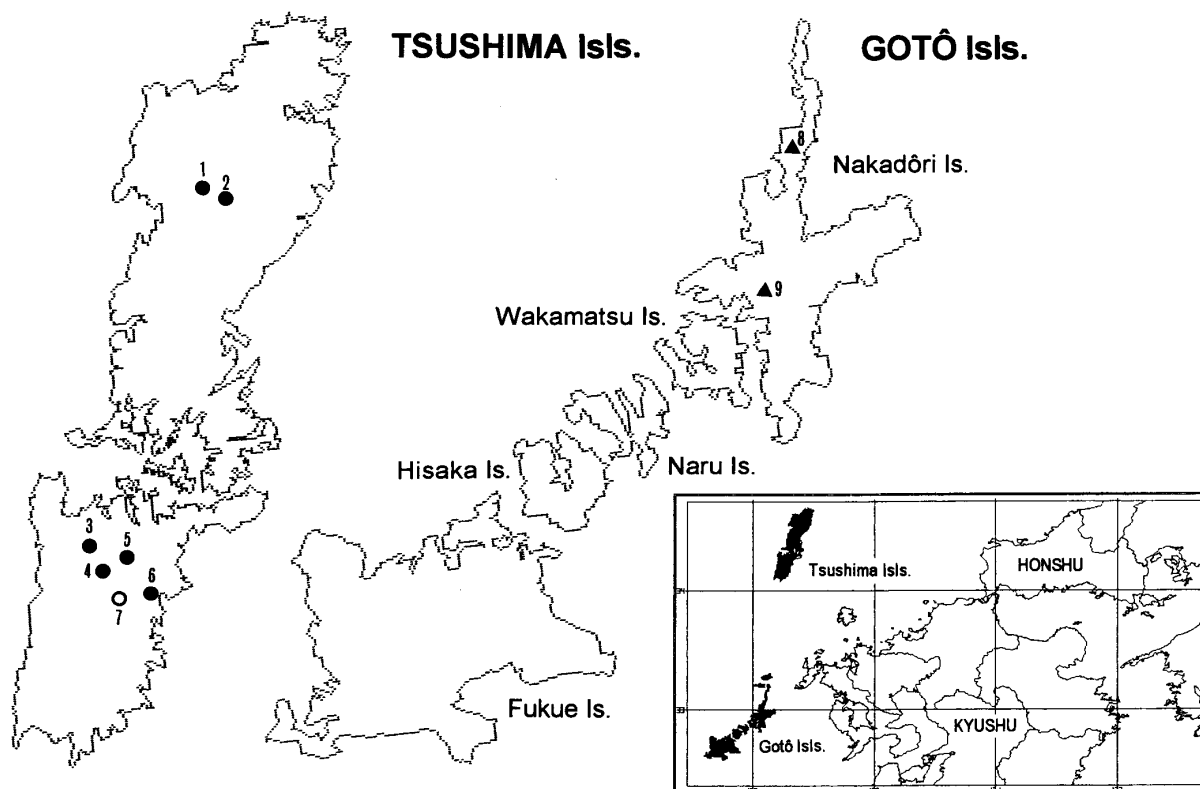 TSUSHIMA Isls.
GOTÔ Isls.
8
Nakadôri Is.
1
2
9
Wakamatsu Is.
Hisaka Is.
Naru Is.
3
5
4
6
7
Fukue Is.
Tsushima Isls.
HONSHU
KYUSHU
Gotô Isls.